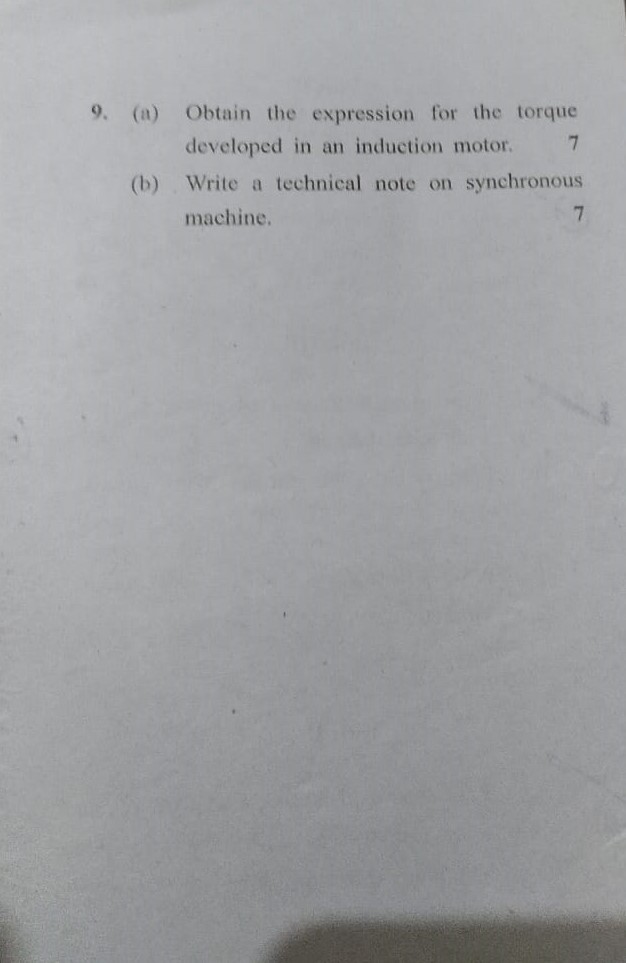 9. (a) Obtain the expression for the torque
developed in an induction motor. 7
(b) Write a technical note on synchronous
machine. 7